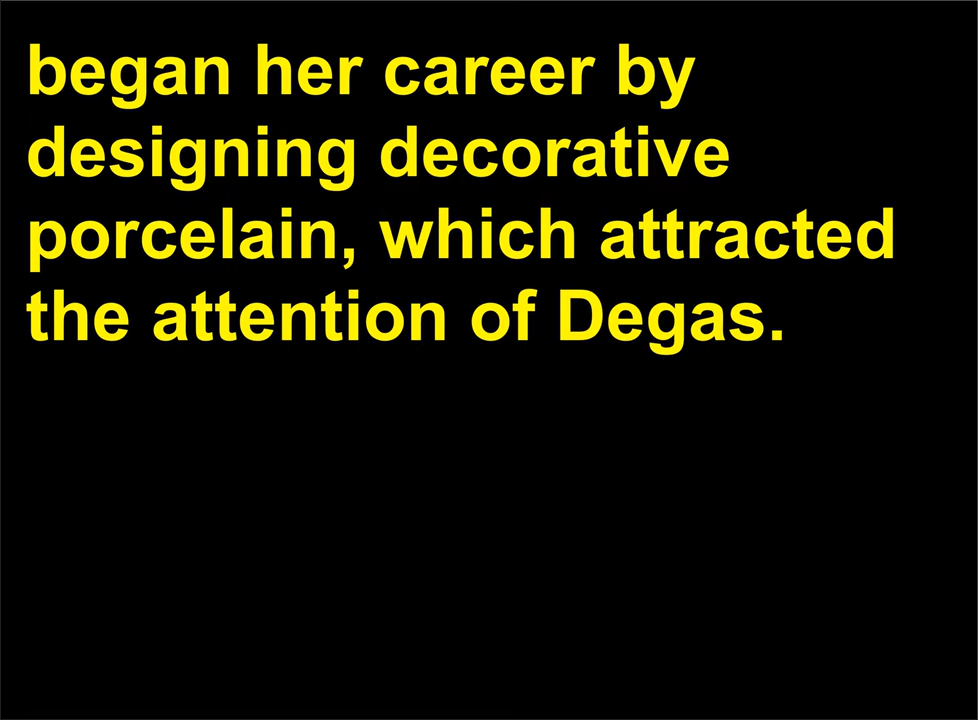 began her career by
designing decorative
porcelain, which attracted
the attention of Degas.